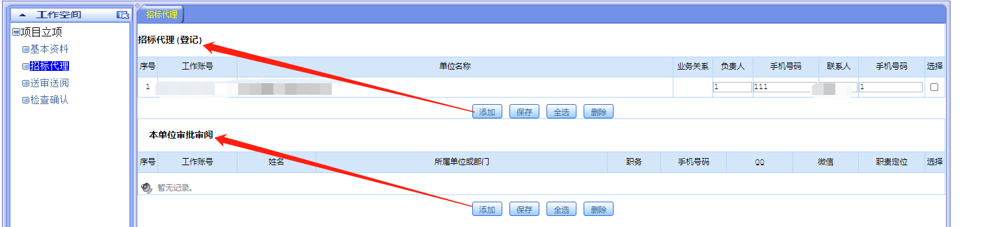 工作空间
招标代理
项目立项
基本资料
招标代理
送审送阅
检查确认
招标代理(登记)
序号 工作账号 单位名称 业务关系 负责人 手机号码 联系人 手机号码 选择
1 1 111 1
添加 保存 全选 删除
本单位审批审阅
序号 工作账号 姓名 所属单位或部门 职务 手机号码 QQ 微信 职责定位 选择
暂无记录。
添加 保存 全选 删除